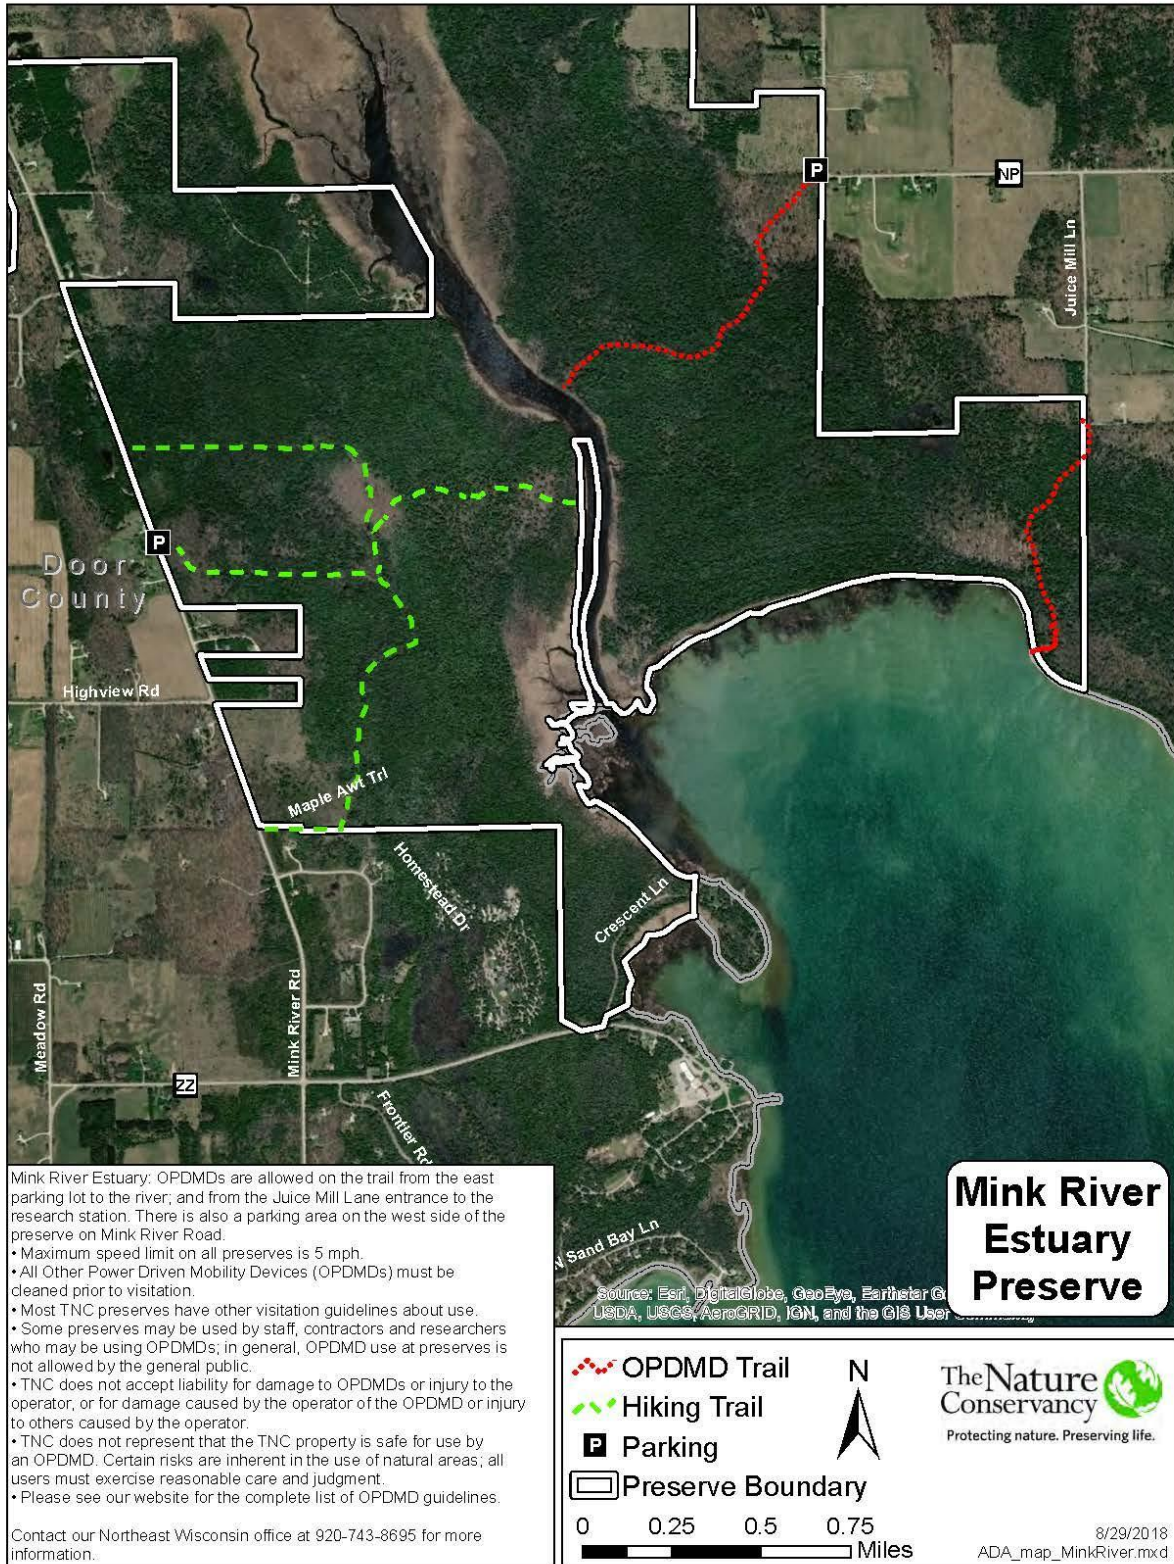 P
NP
Juice Mill Ln
P
Door
County
Highview Rd
Maple Awt Trl
Homestead Dr
Crescent Ln
Meadow Rd
Mink River Rd
ZZ
Frontier Rd
N Sand Bay Ln
Mink River Estuary: OPDMDs are allowed on the trail from the east
parking lot to the river; and from the Juice Mill Lane entrance to the
research station. There is also a parking area on the west side of the
preserve on Mink River Road.
• Maximum speed limit on all preserves is 5 mph.
• All Other Power Driven Mobility Devices (OPDMDs) must be
cleaned prior to visitation.
• Most TNC preserves have other visitation guidelines about use.
• Some preserves may be used by staff, contractors and researchers
who may be using OPDMDs; in general, OPDMD use at preserves is
not allowed by the general public.
• TNC does not accept liability for damage to OPDMDs or injury to the
operator, or for damage caused by the operator of the OPDMD or injury
to others caused by the operator.
• TNC does not represent that the TNC property is safe for use by
an OPDMD. Certain risks are inherent in the use of natural areas; all
users must exercise reasonable care and judgment.
• Please see our website for the complete list of OPDMD guidelines.
Contact our Northeast Wisconsin office at 920-743-8695 for more
information.
Mink River
Estuary
Preserve
Source: Esri, DigitalGlobe, GeoEye, Earthstar
USDA, USGS, AeroGRID, IGN, and the GIS User
OPDMD Trail
Hiking Trail
P Parking
Preserve Boundary
N
0 0.25 0.5 0.75
Miles
The Nature
Conservancy
Protecting nature. Preserving life.
8/29/2018
ADA_map_MinkRiver.mxd